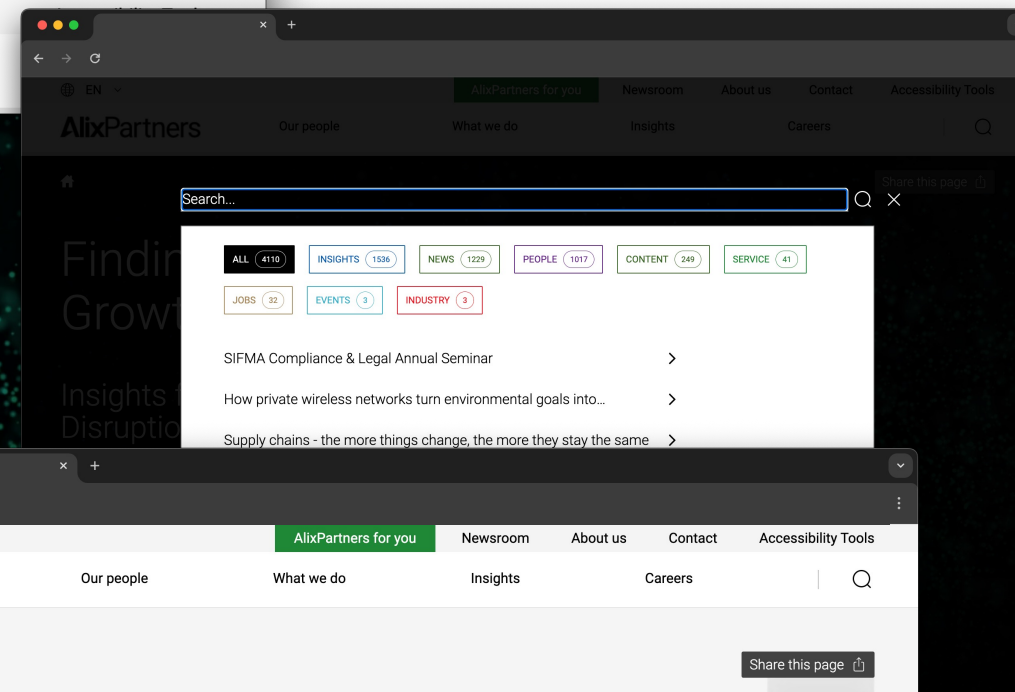 EN
AlixPartners for you
Newsroom
About us
Contact
Accessibility Tools
AlixPartners
Our people
What we do
Insights
Careers
Share this page
Search...
ALL 4110
INSIGHTS 1536
NEWS 1229
PEOPLE 1017
CONTENT 249
SERVICE 41
JOBS 32
EVENTS 3
INDUSTRY 3
SIFMA Compliance & Legal Annual Seminar
How private wireless networks turn environmental goals into...
Supply chains - the more things change, the more they stay the same
Insights
AlixPartners for you
Newsroom
About us
Contact
Accessibility Tools
Our people
What we do
Insights
Careers
Share this page